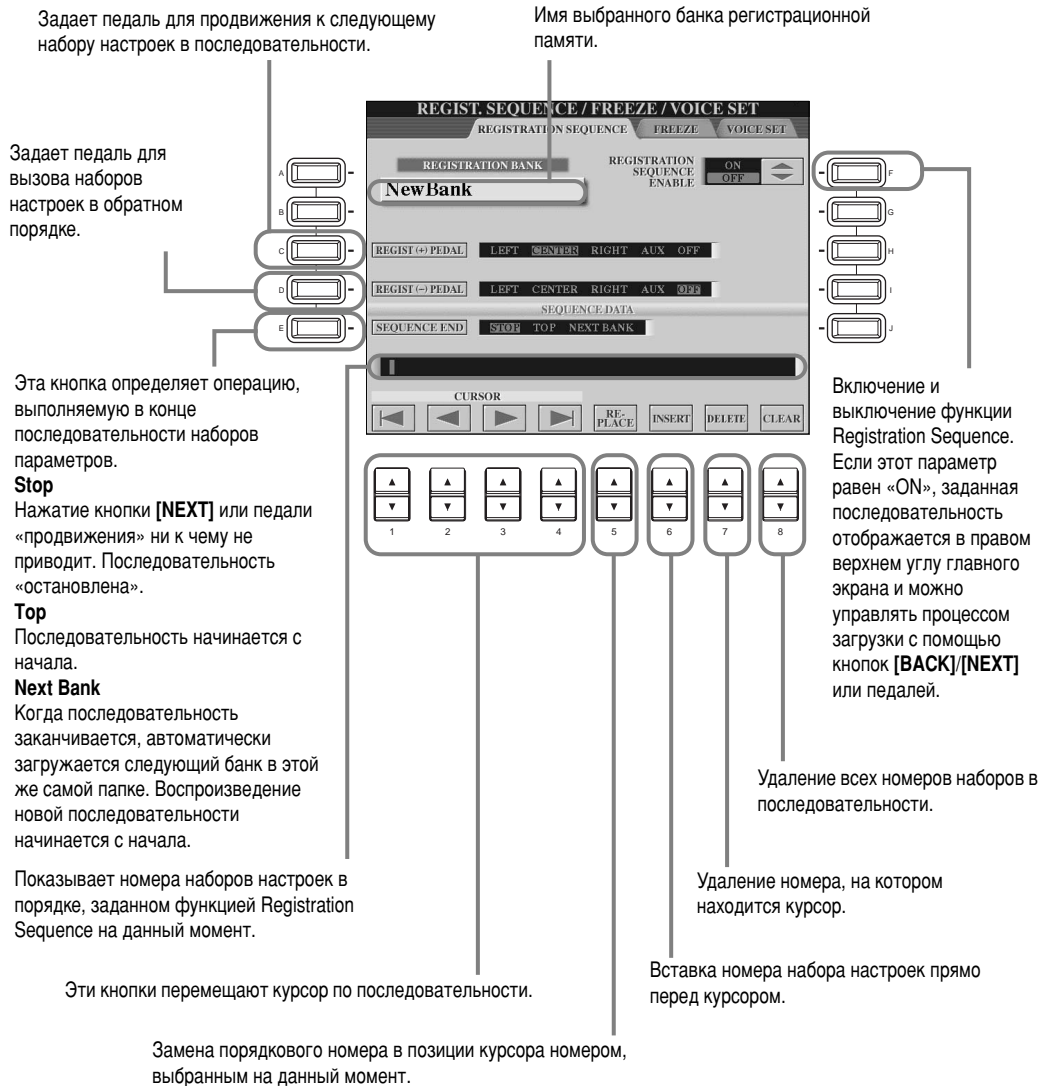 Задает педаль для продвижения к следующему
набору настроек в последовательности.
Имя выбранного банка регистрационной
памяти.
Задает педаль для
вызова наборов
настроек в обратном
порядке.
REGIST. SEQUENCE / FREEZE / VOICE SET
REGISTRATION SEQUENCE FREEZE VOICE SET
REGISTRATION BANK
NewBank
REGISTRATION
SEQUENCE
ENABLE
ON
OFF
REGIST (+) PEDAL LEFT CENTER RIGHT AUX OFF
REGIST (−) PEDAL LEFT CENTER RIGHT AUX OFF
SEQUENCE DATA
SEQUENCE END STOP TOP NEXT BANK
CURSOR
RE-
PLACE
INSERT
DELETE
CLEAR
A
B
C
D
E
F
G
H
I
J
1 2 3 4 5 6 7 8
Эта кнопка определяет операцию,
выполняемую в конце
последовательности наборов
параметров.
Stop
Нажатие кнопки [NEXT] или педали
«продвижения» ни к чему не
приводит. Последовательность
«остановлена».
Top
Последовательность начинается с
начала.
Next Bank
Когда последовательность
заканчивается, автоматически
загружается следующий банк в этой
же самой папке. Воспроизведение
новой последовательности
начинается с начала.
Показывает номера наборов настроек в
порядке, заданном функцией Registration
Sequence на данный момент.
Включение и
выключение функции
Registration Sequence.
Если этот параметр
равен «ON», заданная
последовательность
отображается в правом
верхнем углу главного
экрана и можно
управлять процессом
загрузки с помощью
кнопок [BACK]/[NEXT]
или педалей.
Удаление всех номеров наборов в
последовательности.
Удаление номера, на котором
находится курсор.
Вставка номера набора настроек прямо
перед курсором.
Эти кнопки перемещают курсор по последовательности.
Замена порядкового номера в позиции курсора номером,
выбранным на данный момент.